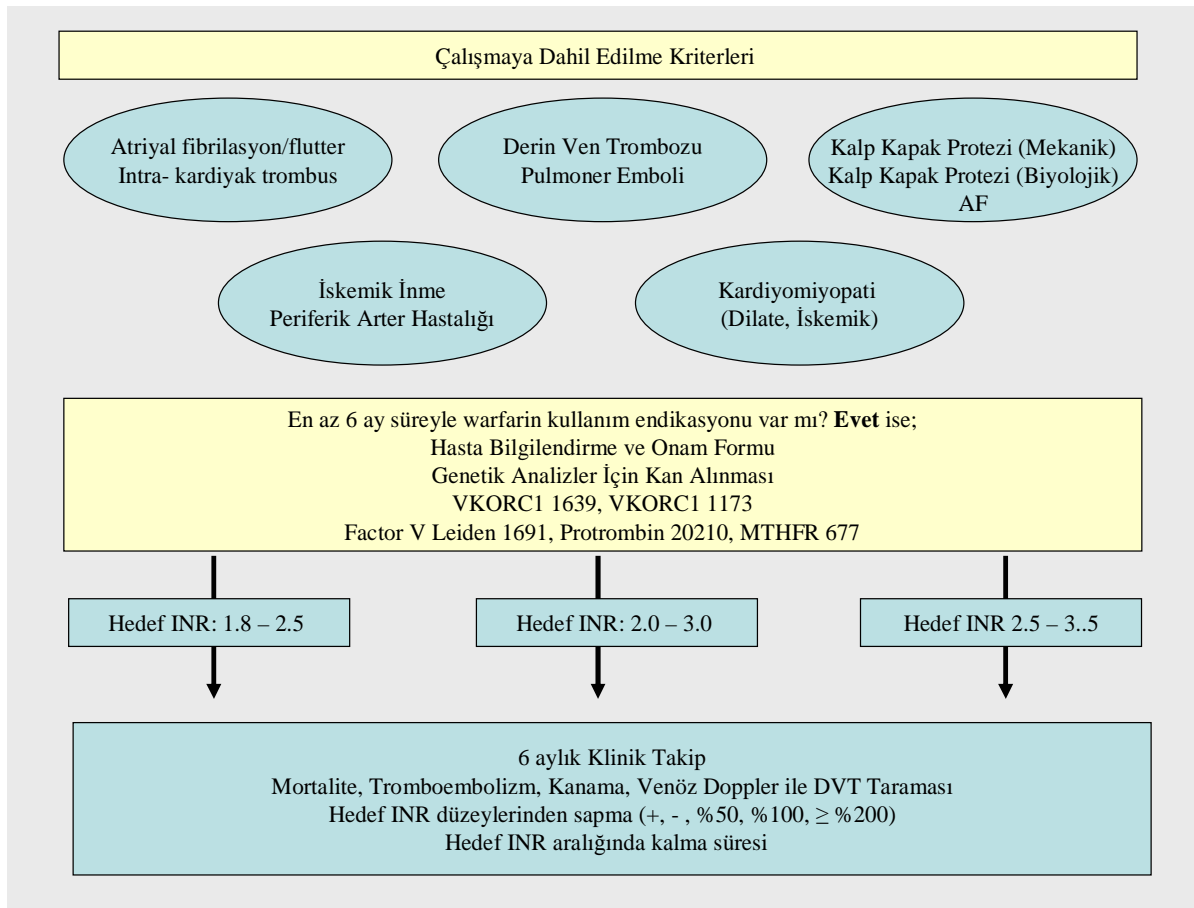 Çalışmaya Dahil Edilme Kriterleri
Atriyal fibrilasyon/flutter
Intra- kardiyak trombus
Derin Ven Trombozu
Pulmoner Emboli
Kalp Kapak Protezi (Mekanik)
Kalp Kapak Protezi (Biyolojik)
AF
İskemik İnme
Periferik Arter Hastalığı
Kardiyomiyopati
(Dilate, İskemik)
En az 6 ay süreyle warfarin kullanım endikasyonu var mı? Evet ise;
Hasta Bilgilendirme ve Onam Formu
Genetik Analizler İçin Kan Alınması
VKORC1 1639, VKORC1 1173
Factor V Leiden 1691, Protrombin 20210, MTHFR 677
Hedef INR: 1.8 – 2.5
Hedef INR: 2.0 – 3.0
Hedef INR 2.5 – 3..5
6 aylık Klinik Takip
Mortalite, Tromboembolizm, Kanama, Venöz Doppler ile DVT Taraması
Hedef INR düzeylerinden sapma (+, - , %50, %100, ≥ %200)
Hedef INR aralığında kalma süresi